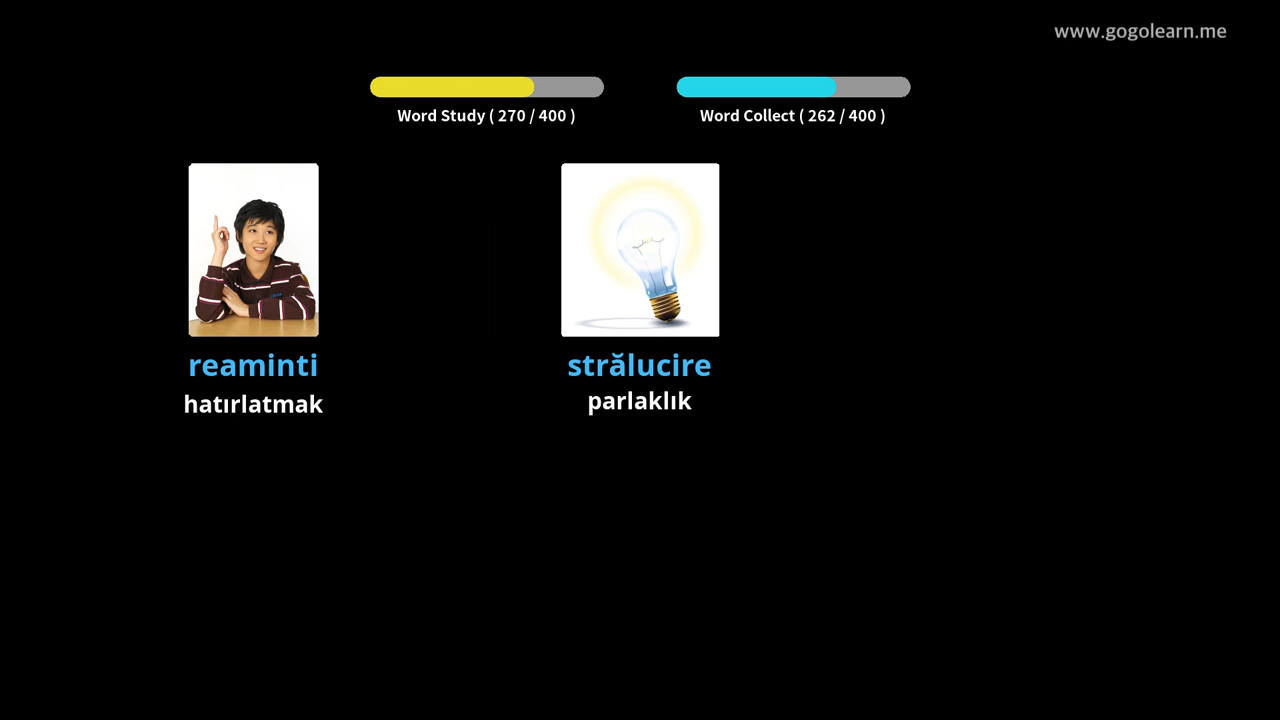 www.gogolearn.me
Word Study ( 270 / 400 )
Word Collect ( 262 / 400 )
reaminti
hatırlatmak
strălucire
parlaklık